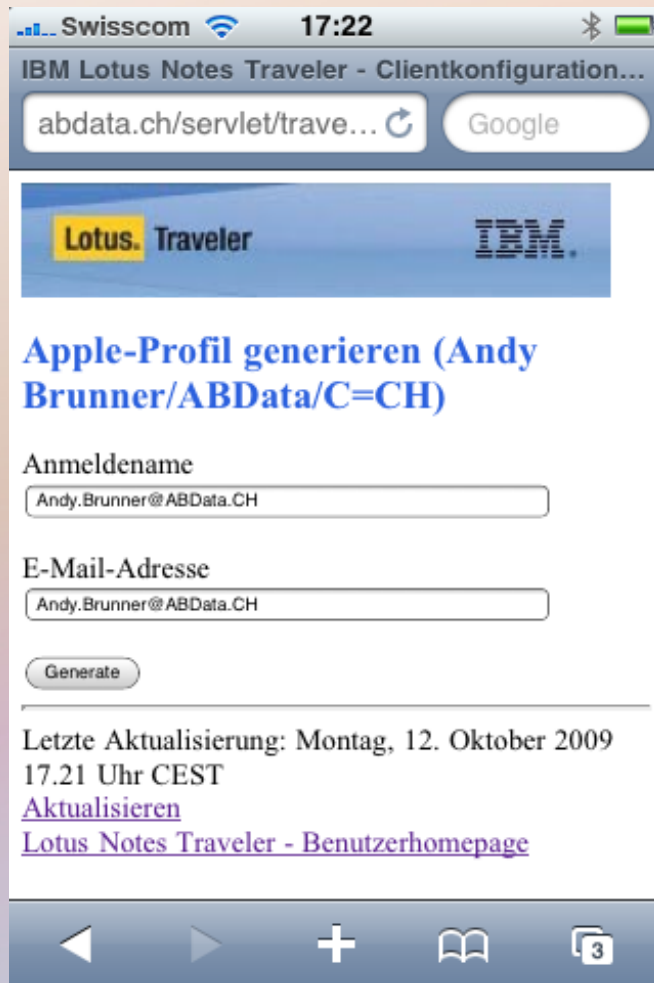 Swisscom 17:22
IBM Lotus Notes Traveler - Clientkonfiguration...
abdata.ch/servlet/trave... Google
Lotus. Traveler IBM.
Apple-Profil generieren (Andy
Brunner/ABData/C=CH)
Anmeldename
Andy.Brunner@ABData.CH
E-Mail-Adresse
Andy.Brunner@ABData.CH
Generate
Letzte Aktualisierung: Montag, 12. Oktober 2009
17.21 Uhr CEST
Aktualisieren
Lotus Notes Traveler - Benutzerhomepage
3